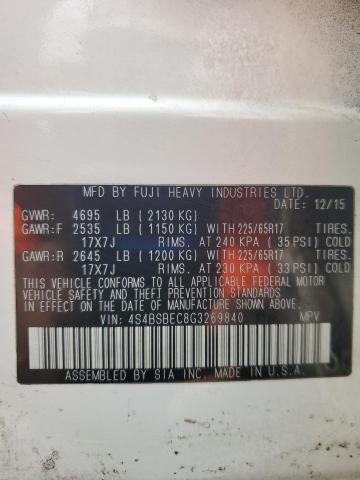 MFD BY FUJI HEAVY INDUSTRIES LTD.
DATE: 12/15
GVWR: 4695 LB ( 2130 KG)
GAWR:F 2535 LB ( 1150 KG) WITH 225/65R17 TIRES.
17X7J RIMS. AT 240 KPA ( 35 PSI) COLD
GAWR:R 2645 LB ( 1200 KG) WITH 225/65R17 TIRES.
17X7J RIMS. AT 230 KPA ( 33 PSI) COLD
THIS VEHICLE CONFORMS TO ALL APPLICABLE FEDERAL MOTOR
VEHICLE SAFETY, BUMPER, AND THEFT PREVENTION STANDARDS
IN EFFECT ON THE DATE OF MANUFACTURE SHOWN ABOVE.
VIN: 4S4BSBEC8G3269840 MPV
ASSEMBLED BY SIA INC. IN U.S.A.